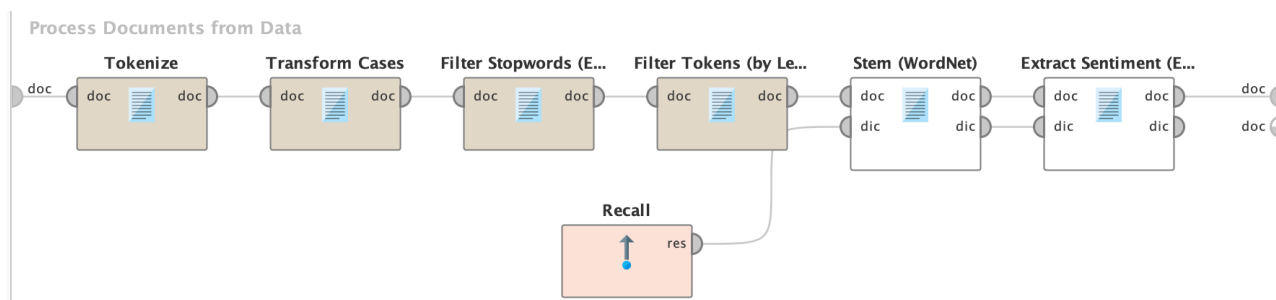 Process Documents from Data
Tokenize Transform Cases Filter Stopwords (E... Filter Tokens (by Le... Stem (WordNet) Extract Sentiment (E...
doc doc doc doc doc doc doc doc doc doc doc doc doc doc
dic dic dic dic doc
Recall
res